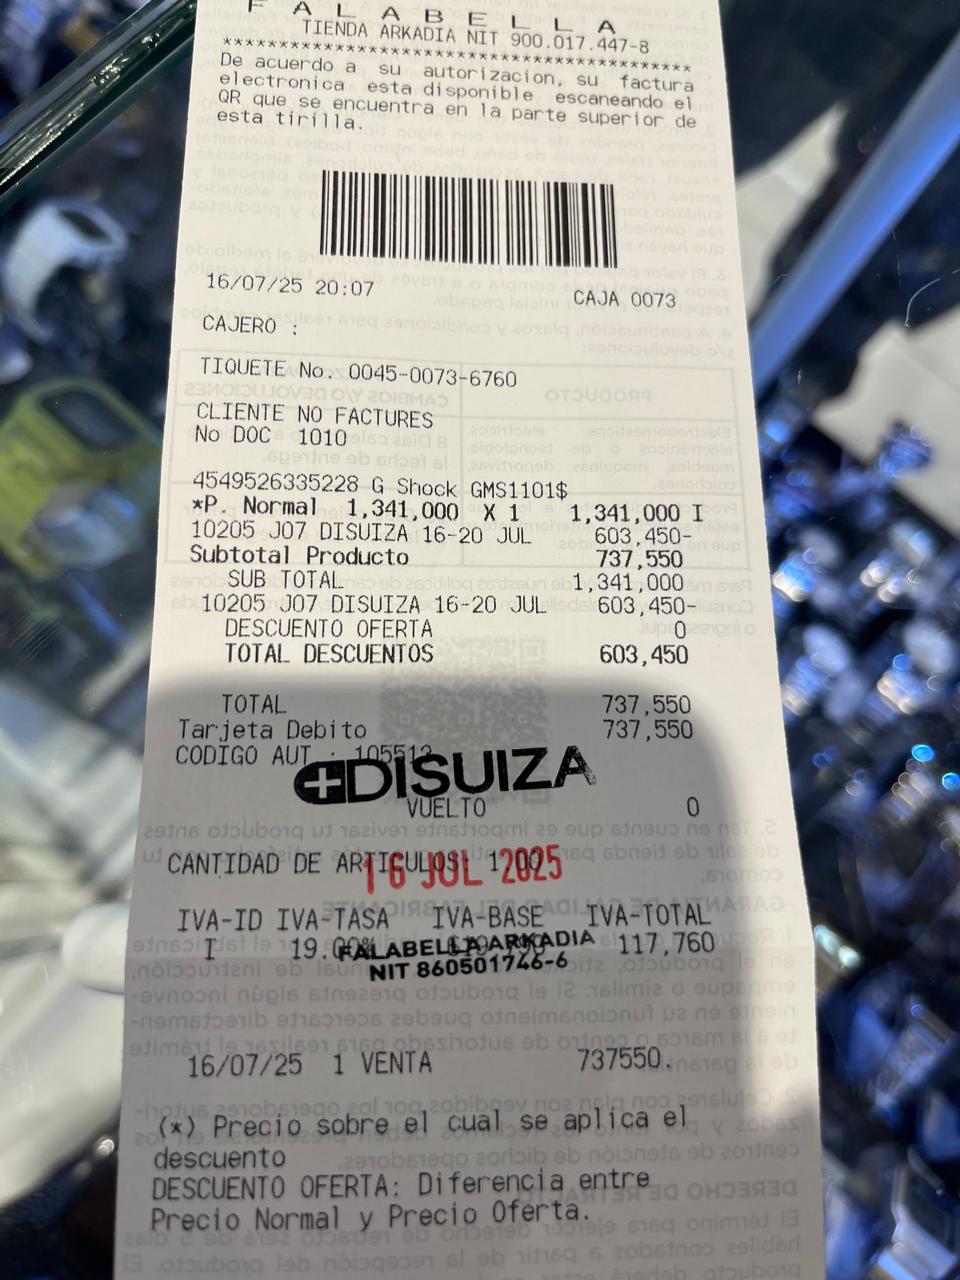 FALABELLA
TIENDA ARKADIA NIT 900.017.447-8
******************************************
De acuerdo a su autorizacion, su factura
electronica esta disponible escaneando el
QR que se encuentra en la parte superior de
esta tirilla.
16/07/25 20:07 CAJA 0073
CAJERO :
TIQUETE No. 0045-0073-6760
CLIENTE NO FACTURES
No DOC 1010
4549526335228 G Shock GMS1101$
*P. Normal 1,341,000 X 1 1,341,000 I
10205 J07 DISUIZA 16-20 JUL 603,450-
Subtotal Producto 737,550
SUB TOTAL 1,341,000
10205 J07 DISUIZA 16-20 JUL 603,450-
DESCUENTO OFERTA 0
TOTAL DESCUENTOS 603,450
TOTAL 737,550
Tarjeta Debito 737,550
CODIGO AUT : 105512
DISUIZA
VUELTO 0
CANTIDAD DE ARTICULOS: 1.00
16 JUL 2025
IVA-ID IVA-TASA IVA-BASE IVA-TOTAL
I 19.00% 117,760
FALABELLA ARKADIA
NIT 860501746-6
16/07/25 1 VENTA 737550.
(*) Precio sobre el cual se aplica el
descuento
DESCUENTO OFERTA: Diferencia entre
Precio Normal y Precio Oferta.